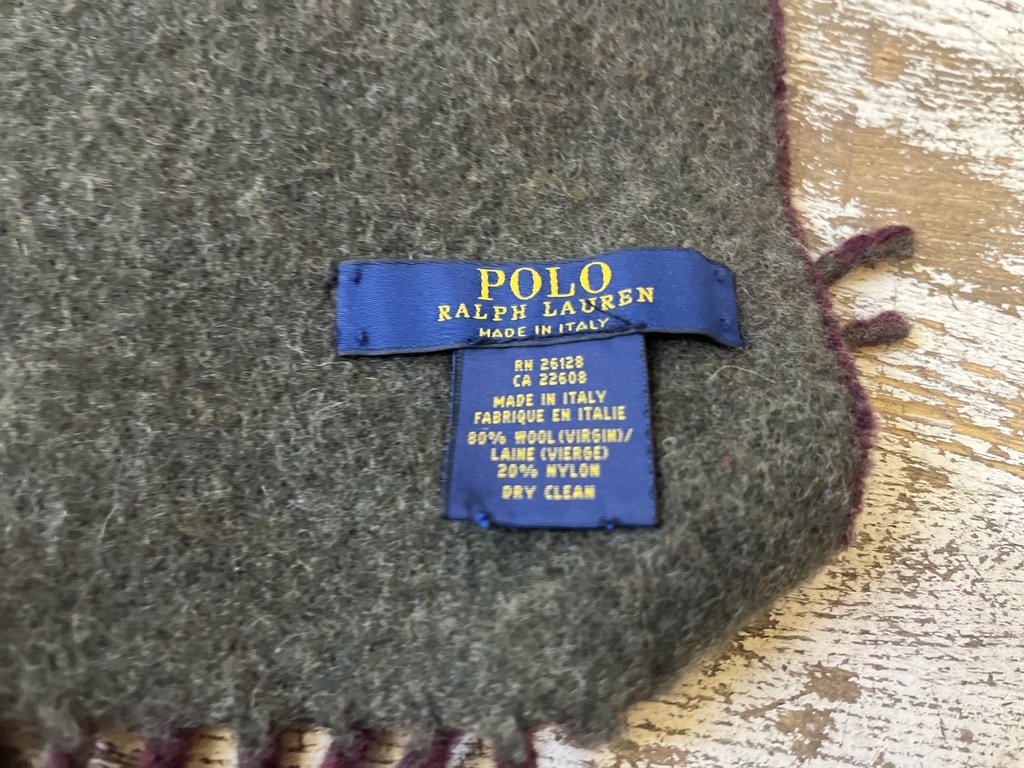 POLO
RALPH LAUREN
MADE IN ITALY
RN 26128
CA 22608
MADE IN ITALY
FABRIQUE EN ITALIE
80% WOOL(VIRGIN)/
LAINE (VIERGE)
20% NYLON
DRY CLEAN